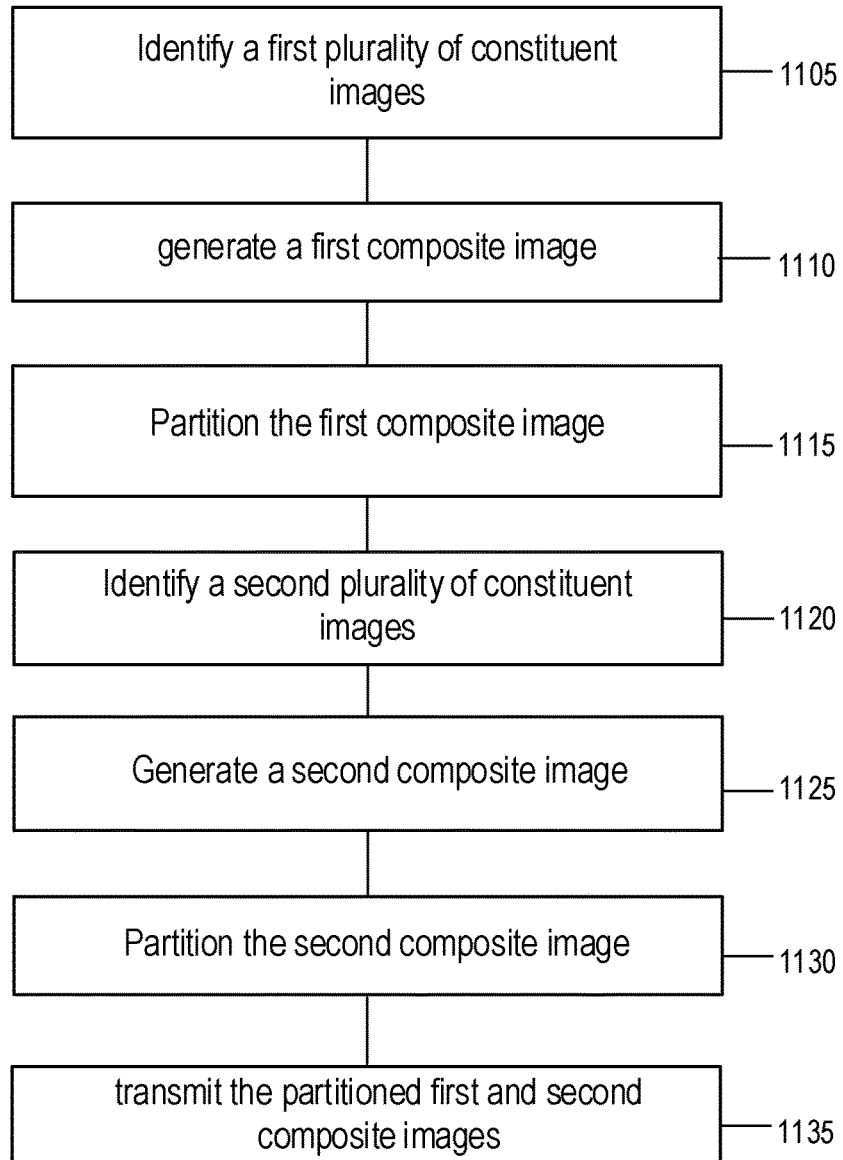 Identify a first plurality of constituent
images
1105
generate a first composite image
1110
Partition the first composite image
1115
Identify a second plurality of constituent
images
1120
Generate a second composite image
1125
Partition the second composite image
1130
transmit the partitioned first and second
composite images
1135